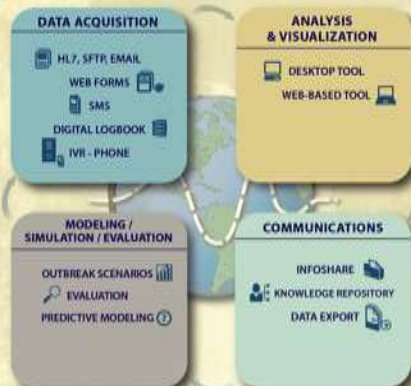 DATA ACQUISITION
HL7, SFTP, EMAIL
WEB FORMS
SMS
DIGITAL LOGBOOK
IVR - PHONE
ANALYSIS
& VISUALIZATION
DESKTOP TOOL
WEB-BASED TOOL
MODELING /
SIMULATION / EVALUATION
OUTBREAK SCENARIOS
EVALUATION
PREDICTIVE MODELING
COMMUNICATIONS
INFOSHARE
KNOWLEDGE REPOSITORY
DATA EXPORT